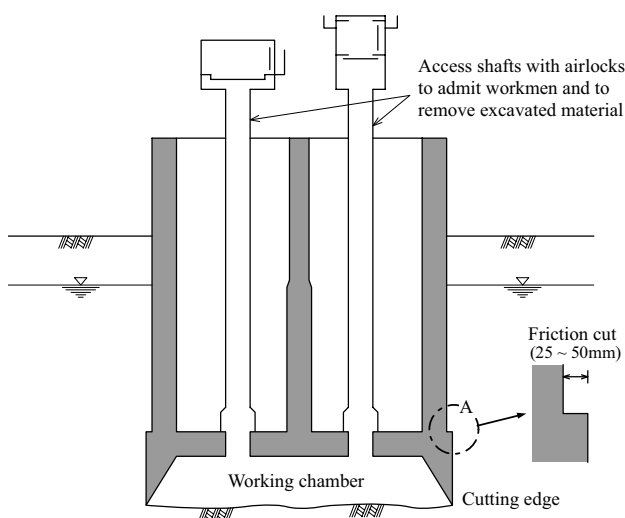 Access shafts with airlocks
to admit workmen and to
remove excavated material
Friction cut
(25 ~ 50mm)
A
Working chamber
Cutting edge